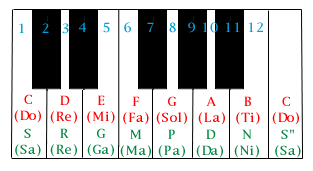 1 2 3 4 5 6 7 8 9 10 11 12
C D E F G A B C
(Do) (Re) (Mi) (Fa) (Sol) (La) (Ti) (Do)
S R G M P D N S"
(Sa) (Re) (Ga) (Ma) (Pa) (Da) (Ni) (Sa)